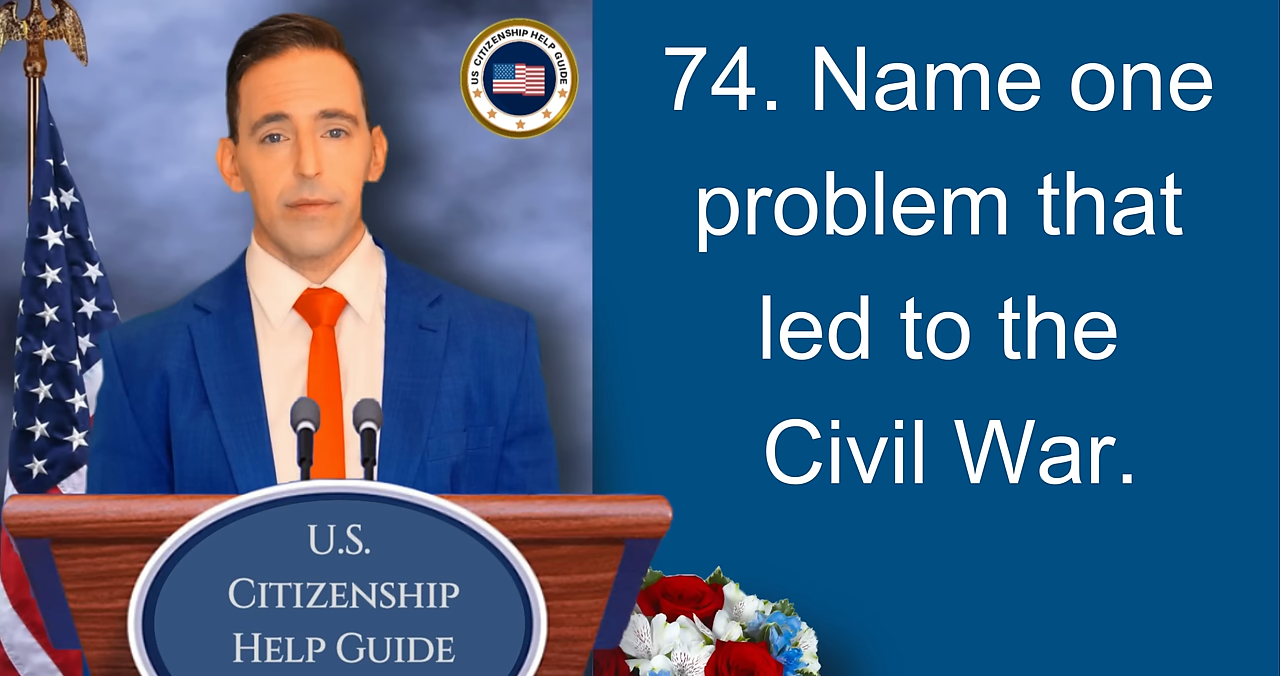 US CITIZENSHIP HELP GUIDE
74. Name one
problem that
led to the
Civil War.
U.S.
CITIZENSHIP
HELP GUIDE